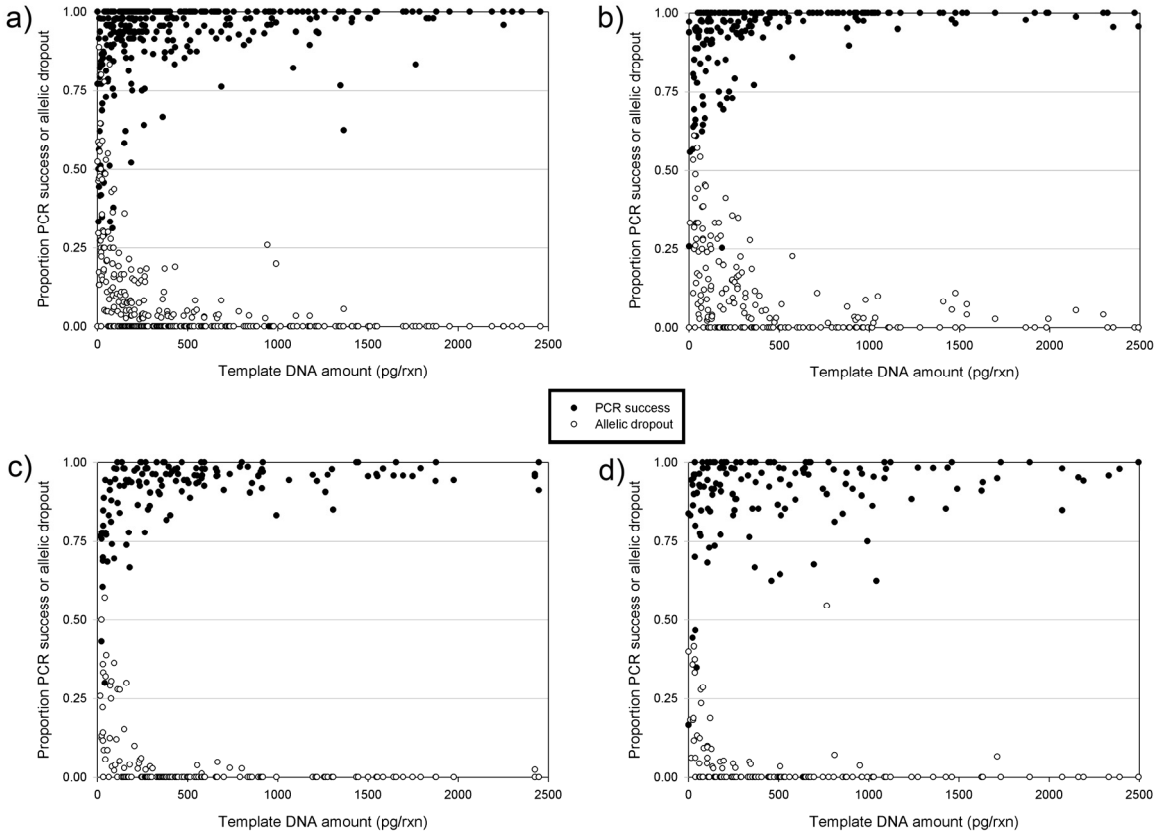 a)
Proportion PCR success or allelic dropout
1.00
0.75
0.50
0.25
0.00
0 500 1000 1500 2000 2500
Template DNA amount (pg/rxn)
b)
Proportion PCR success or allelic dropout
1.00
0.75
0.50
0.25
0.00
0 500 1000 1500 2000 2500
Template DNA amount (pg/rxn)
PCR success
Allelic dropout
c)
Proportion PCR success or allelic dropout
1.00
0.75
0.50
0.25
0.00
0 500 1000 1500 2000 2500
Template DNA amount (pg/rxn)
d)
Proportion PCR success or allelic dropout
1.00
0.75
0.50
0.25
0.00
0 500 1000 1500 2000 2500
Template DNA amount (pg/rxn)